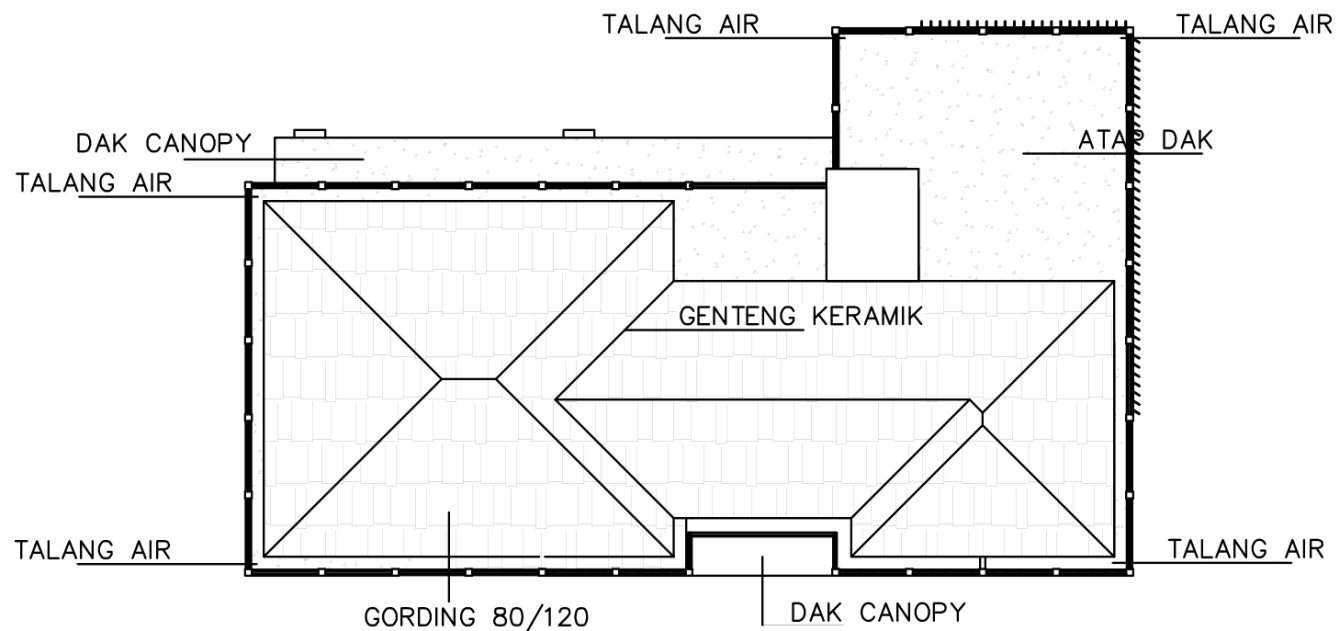 TALANG AIR
TALANG AIR
DAK CANOPY
ATAP DAK
TALANG AIR
GENTENG KERAMIK
TALANG AIR
TALANG AIR
GORDING 80/120
DAK CANOPY